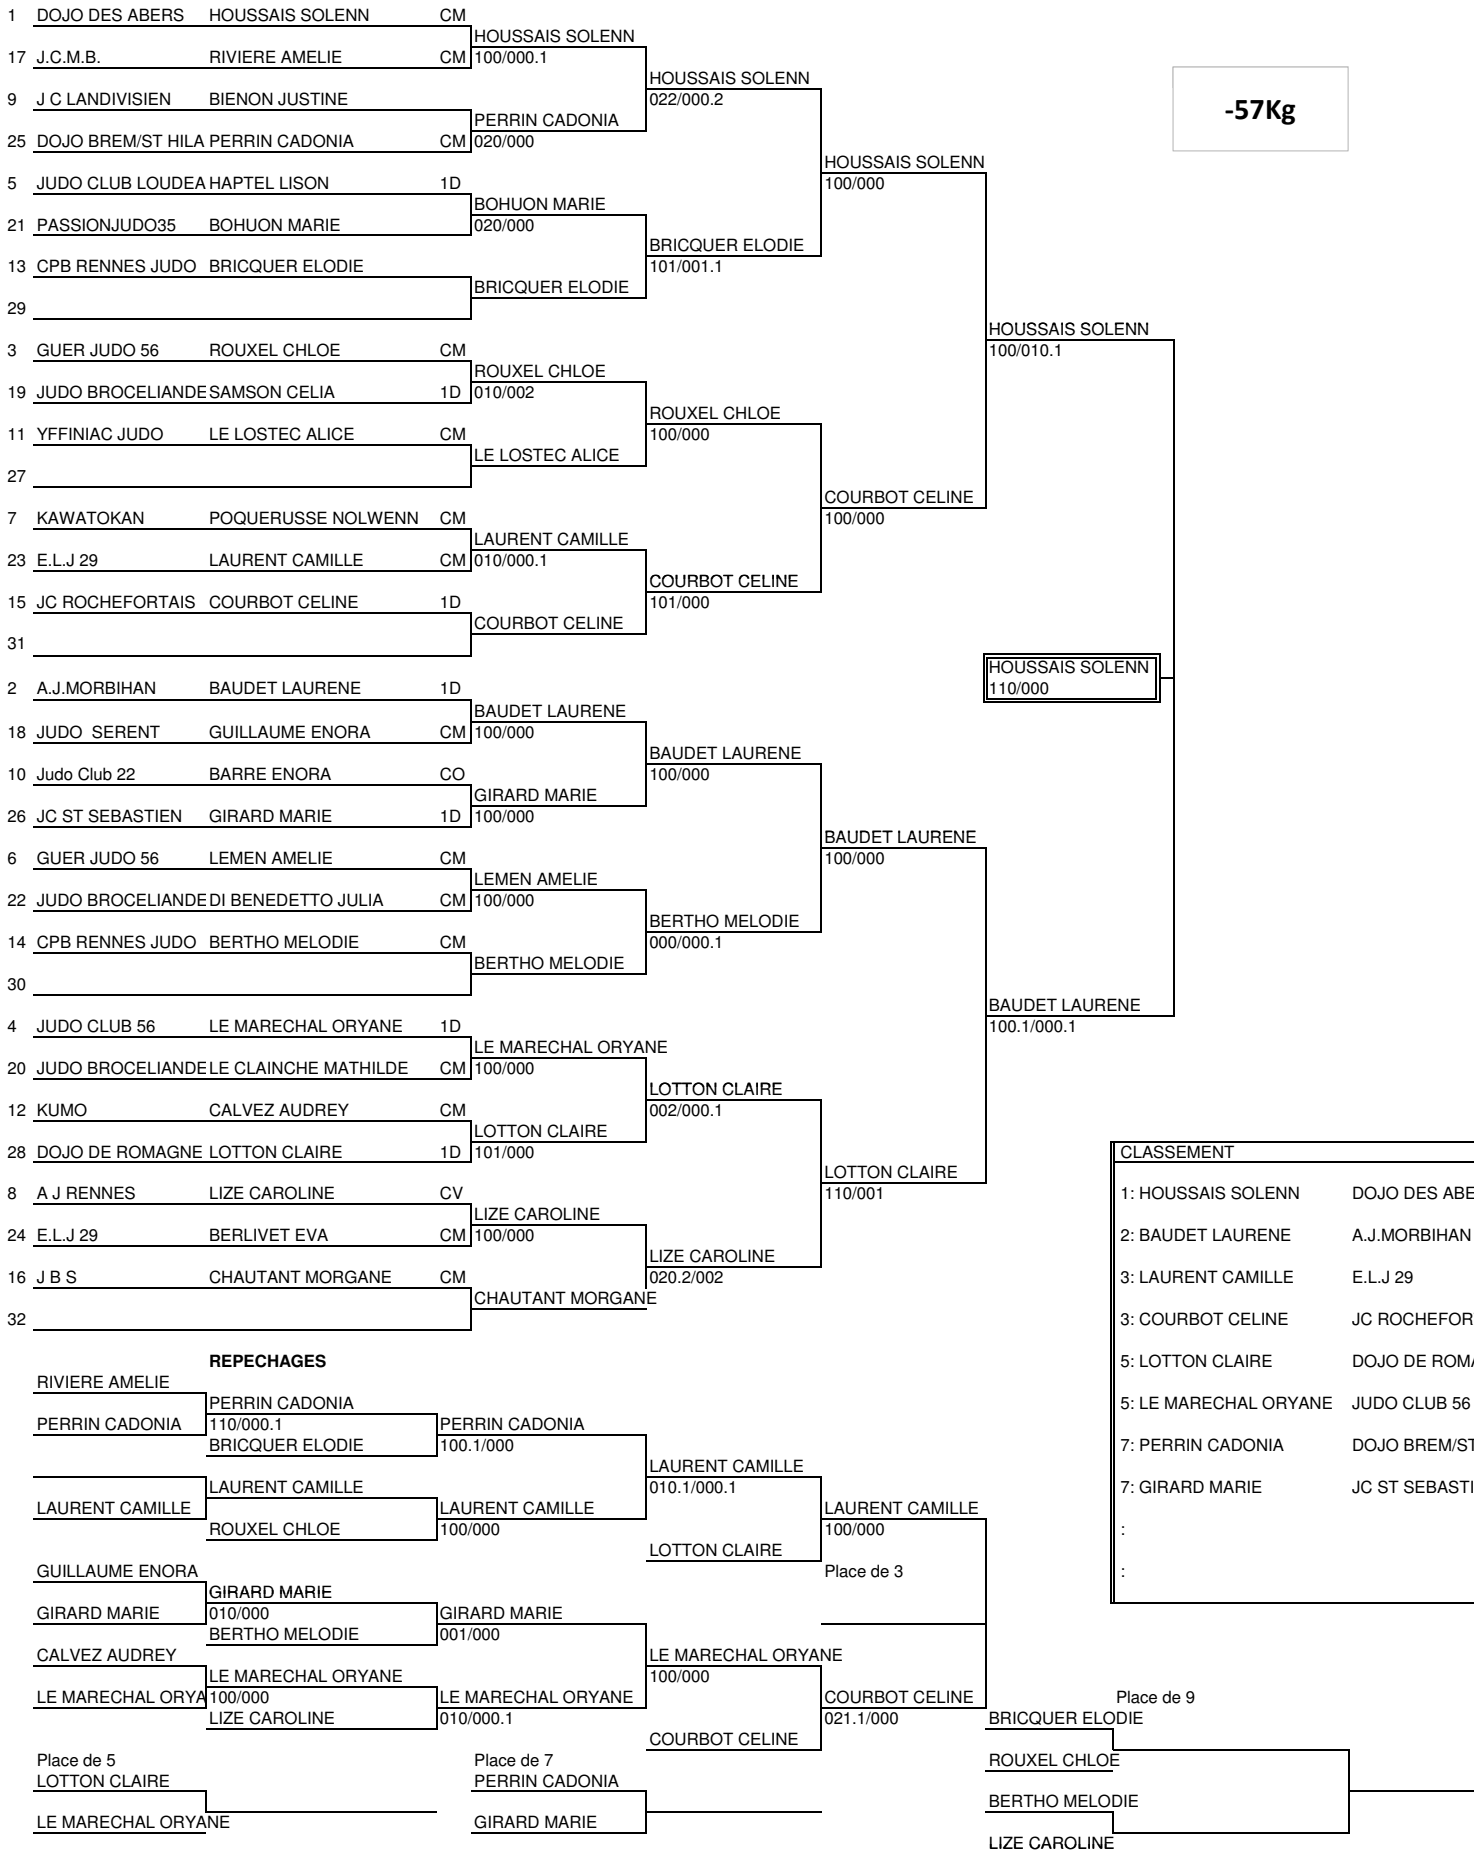 1 DOJO DES ABERS HOUSSAIS SOLENN CM
HOUSSAIS SOLENN
17 J.C.M.B. RIVIERE AMELIE CM 100/000.1
HOUSSAIS SOLENN
9 J C LANDIVISIEN BIENON JUSTINE 022/000.2
-57Kg
PERRIN CADONIA
25 DOJO BREM/ST HILA PERRIN CADONIA CM 020/000
HOUSSAIS SOLENN
5 JUDO CLUB LOUDEA HAPTEL LISON 1D 100/000
BOHUON MARIE
21 PASSIONJUDO35 BOHUON MARIE 020/000
BRICQUER ELODIE
13 CPB RENNES JUDO BRICQUER ELODIE 101/001.1
BRICQUER ELODIE
29
HOUSSAIS SOLENN
3 GUER JUDO 56 ROUXEL CHLOE CM 100/010.1
ROUXEL CHLOE
19 JUDO BROCELIANDE SAMSON CELIA 1D 010/002
ROUXEL CHLOE
11 YFFINIAC JUDO LE LOSTEC ALICE CM 100/000
LE LOSTEC ALICE
27
COURBOT CELINE
7 KAWATOKAN POQUERUSSE NOLWENN CM 100/000
LAURENT CAMILLE
23 E.L.J 29 LAURENT CAMILLE CM 010/000.1
COURBOT CELINE
15 JC ROCHEFORTAIS COURBOT CELINE 1D 101/000
COURBOT CELINE
31
HOUSSAIS SOLENN
2 A.J.MORBIHAN BAUDET LAURENE 1D 110/000
BAUDET LAURENE
18 JUDO SERENT GUILLAUME ENORA CM 100/000
BAUDET LAURENE
10 Judo Club 22 BARRE ENORA CO 100/000
GIRARD MARIE
26 JC ST SEBASTIEN GIRARD MARIE 1D 100/000
BAUDET LAURENE
6 GUER JUDO 56 LEMEN AMELIE CM 100/000
LEMEN AMELIE
22 JUDO BROCELIANDE DI BENEDETTO JULIA CM 100/000
BERTHO MELODIE
14 CPB RENNES JUDO BERTHO MELODIE CM 000/000.1
BERTHO MELODIE
30
BAUDET LAURENE
4 JUDO CLUB 56 LE MARECHAL ORYANE 1D 100.1/000.1
LE MARECHAL ORYANE
20 JUDO BROCELIANDE LE CLAINCHE MATHILDE CM 100/000
LOTTON CLAIRE
12 KUMO CALVEZ AUDREY CM 002/000.1
LOTTON CLAIRE
28 DOJO DE ROMAGNE LOTTON CLAIRE 1D 101/000
CLASSEMENT
LOTTON CLAIRE
8 A J RENNES LIZE CAROLINE CV 110/001
1: HOUSSAIS SOLENN DOJO DES ABE
LIZE CAROLINE
24 E.L.J 29 BERLIVET EVA CM 100/000
2: BAUDET LAURENE A.J.MORBIHAN
LIZE CAROLINE
16 J B S CHAUTANT MORGANE CM 020.2/002
3: LAURENT CAMILLE E.L.J 29
CHAUTANT MORGANE
32
3: COURBOT CELINE JC ROCHEFOR
REPECHAGES
5: LOTTON CLAIRE DOJO DE ROMA
RIVIERE AMELIE
PERRIN CADONIA
5: LE MARECHAL ORYANE JUDO CLUB 56
PERRIN CADONIA 110/000.1 PERRIN CADONIA
BRICQUER ELODIE 100.1/000
7: PERRIN CADONIA DOJO BREM/ST
LAURENT CAMILLE
LAURENT CAMILLE 010.1/000.1
7: GIRARD MARIE JC ST SEBASTI
LAURENT CAMILLE LAURENT CAMILLE LAURENT CAMILLE
ROUXEL CHLOE 100/000 100/000
:
LOTTON CLAIRE
GUILLAUME ENORA Place de 3
:
GIRARD MARIE
GIRARD MARIE 010/000 GIRARD MARIE
BERTHO MELODIE 001/000
CALVEZ AUDREY LE MARECHAL ORYANE
LE MARECHAL ORYANE 100/000
LE MARECHAL ORYA 100/000 LE MARECHAL ORYANE COURBOT CELINE Place de 9
LIZE CAROLINE 010/000.1 021.1/000 BRICQUER ELODIE
COURBOT CELINE
Place de 5 Place de 7 ROUXEL CHLOE
LOTTON CLAIRE PERRIN CADONIA
BERTHO MELODIE
LE MARECHAL ORYANE GIRARD MARIE
LIZE CAROLINE